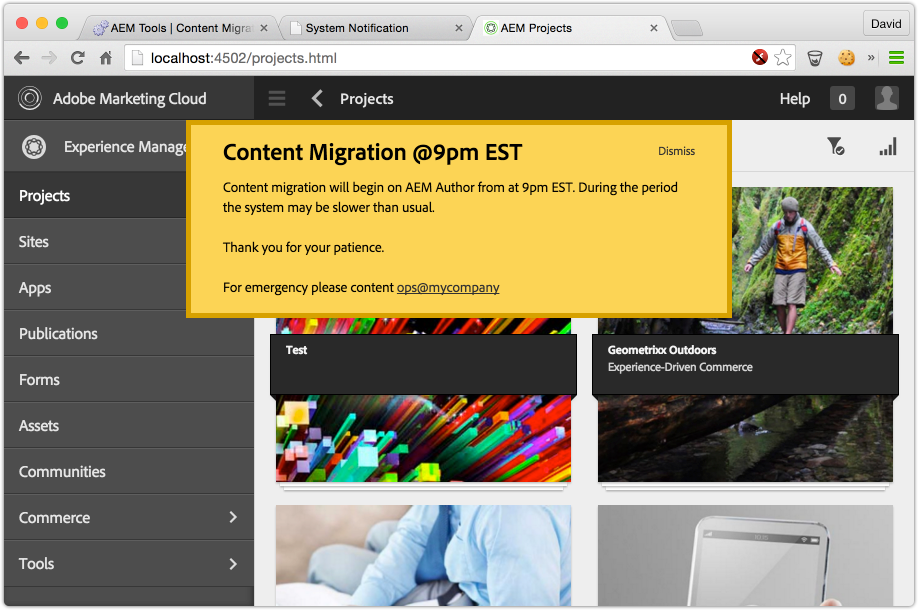 AEM Tools | Content Migra
System Notification
AEM Projects
David
localhost:4502/projects.html
Adobe Marketing Cloud
Projects
Help
0
Experience Manage
Content Migration @9pm EST
Dismiss
Content migration will begin on AEM Author from at 9pm EST. During the period
the system may be slower than usual.
Thank you for your patience.
For emergency please content ops@mycompany
Projects
Sites
Apps
Publications
Forms
Assets
Communities
Commerce
Tools
Test
Geometrixx Outdoors
Experience-Driven Commerce
10:25